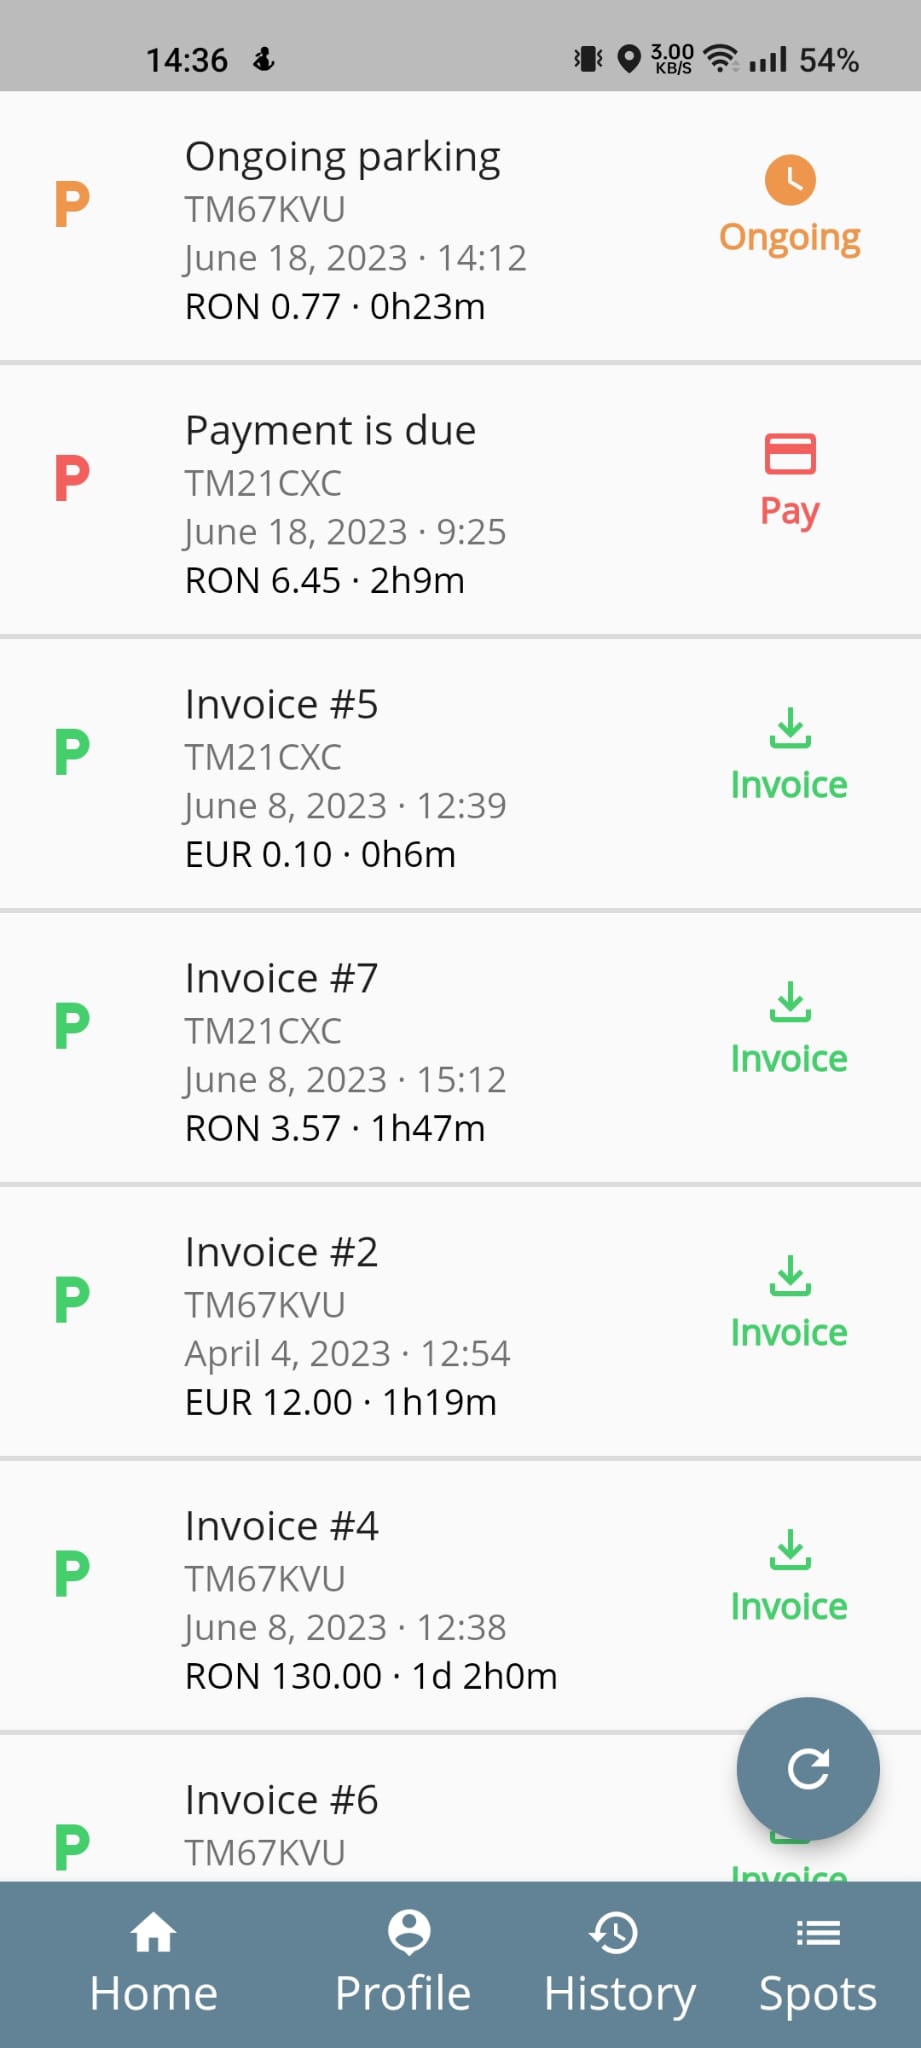 14:36 3.00 KB/S 54%
P
Ongoing parking
TM67KVU
June 18, 2023 · 14:12
RON 0.77 · 0h23m
Ongoing
P
Payment is due
TM21CXC
June 18, 2023 · 9:25
RON 6.45 · 2h9m
Pay
P
Invoice #5
TM21CXC
June 8, 2023 · 12:39
EUR 0.10 · 0h6m
Invoice
P
Invoice #7
TM21CXC
June 8, 2023 · 15:12
RON 3.57 · 1h47m
Invoice
P
Invoice #2
TM67KVU
April 4, 2023 · 12:54
EUR 12.00 · 1h19m
Invoice
P
Invoice #4
TM67KVU
June 8, 2023 · 12:38
RON 130.00 · 1d 2h0m
Invoice
P
Invoice #6
TM67KVU
Invoice
Home Profile History Spots